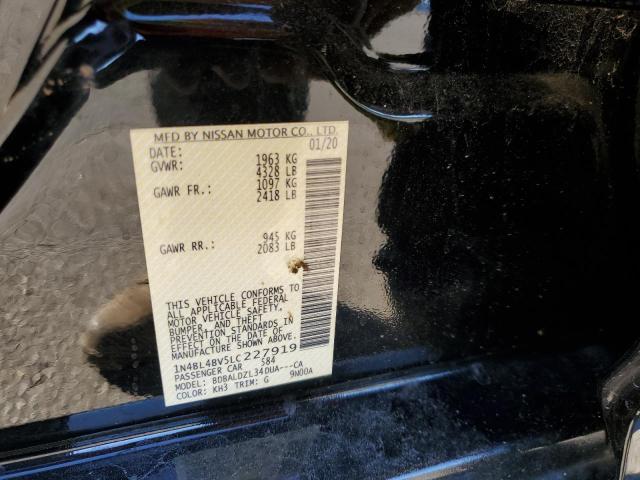 MFD BY NISSAN MOTOR CO., LTD.
DATE: 01/20
GVWR: 1963 KG
4328 LB
GAWR FR.: 1097 KG
2418 LB
GAWR RR.: 945 KG
2083 LB
THIS VEHICLE CONFORMS TO
ALL APPLICABLE FEDERAL
MOTOR VEHICLE SAFETY,
BUMPER, AND THEFT
PREVENTION STANDARDS IN
EFFECT ON THE DATE OF
MANUFACTURE SHOWN ABOVE.
1N4BL4BV5LC227919
PASSENGER CAR 584
MODEL: BDBALDZL34DUA---CA
COLOR: KH3 TRIM: G 9N00A